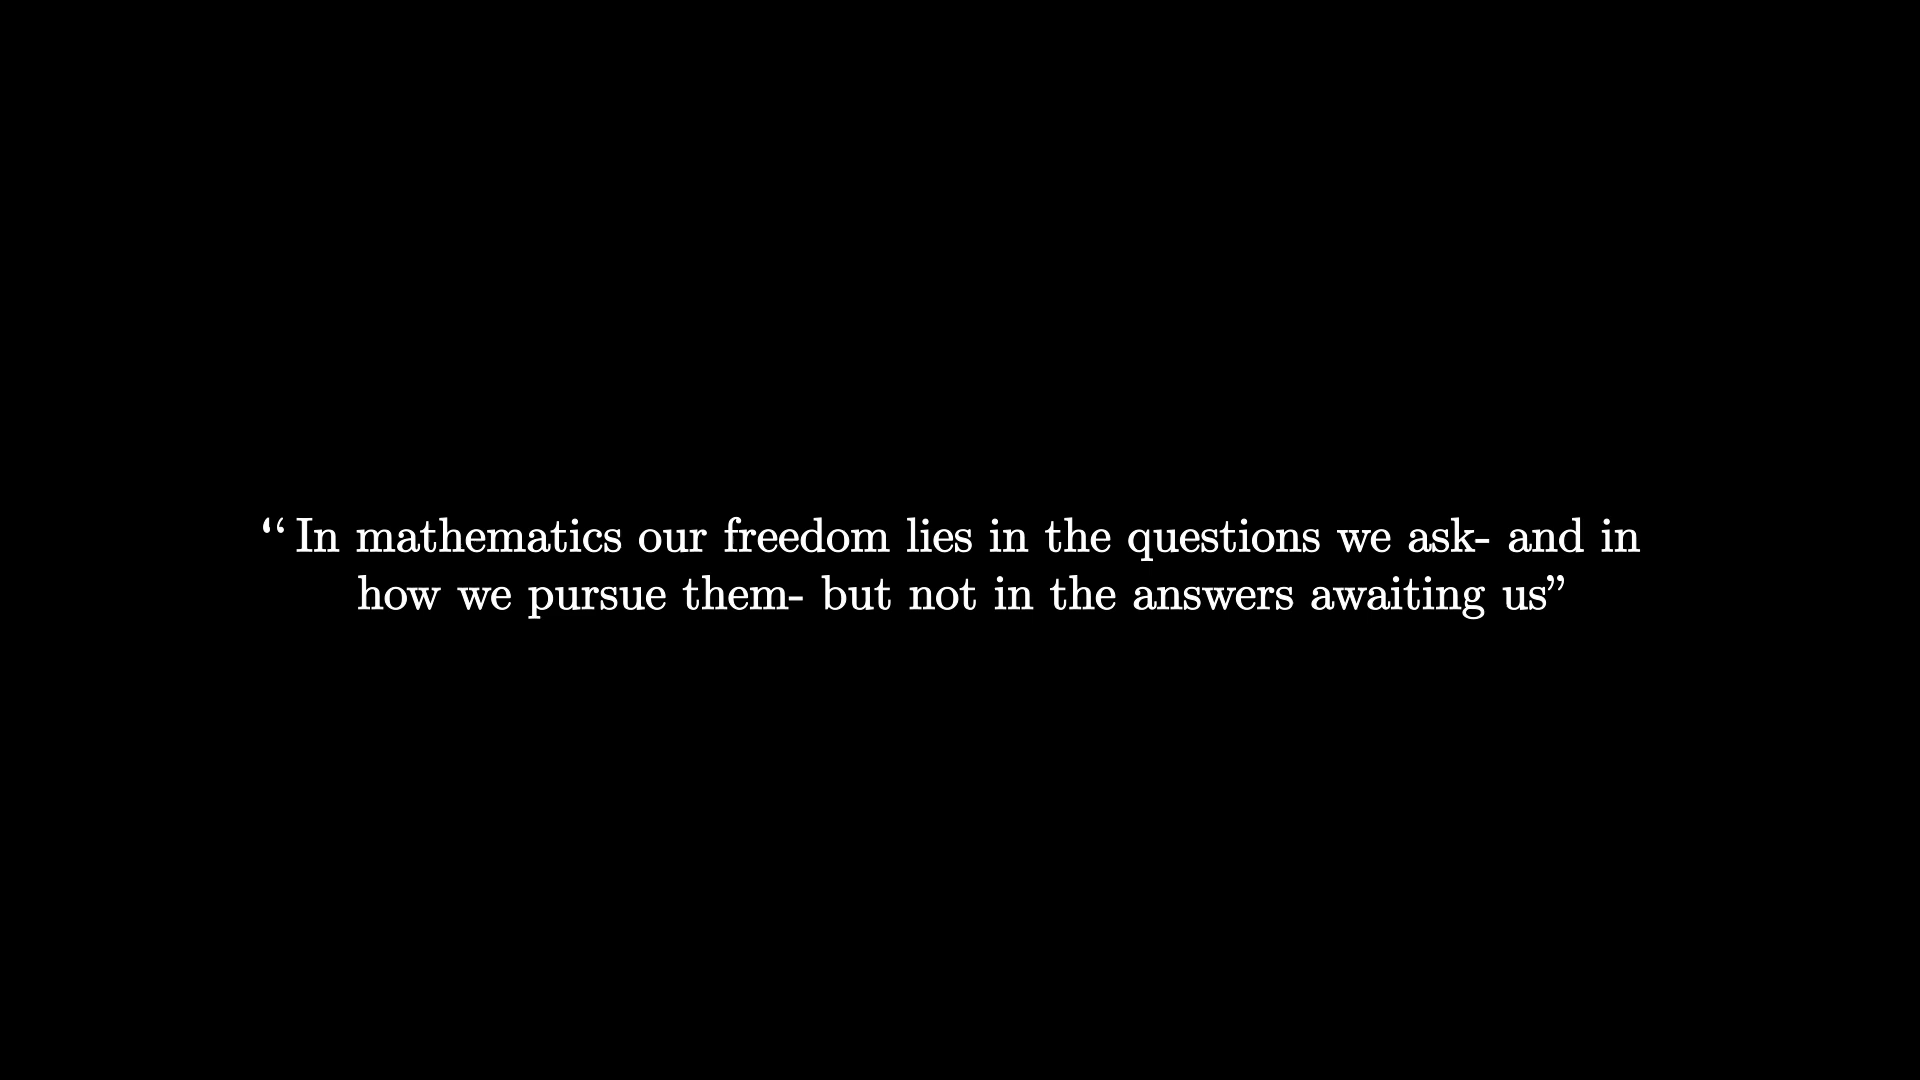 “ In mathematics our freedom lies in the questions we ask- and in
how we pursue them- but not in the answers awaiting us”